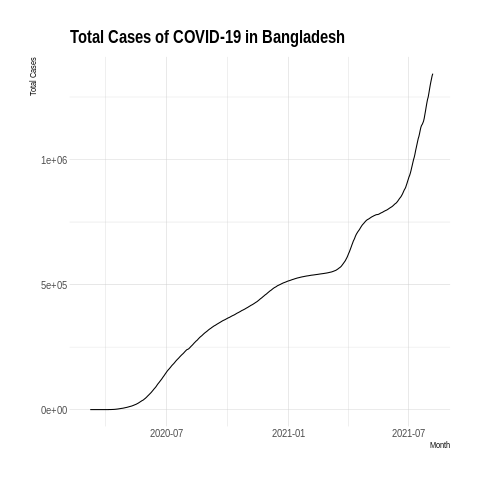 Total Cases of COVID-19 in Bangladesh
Total Cases
1e+06
5e+05
0e+00
2020-07
2021-01
2021-07
Month